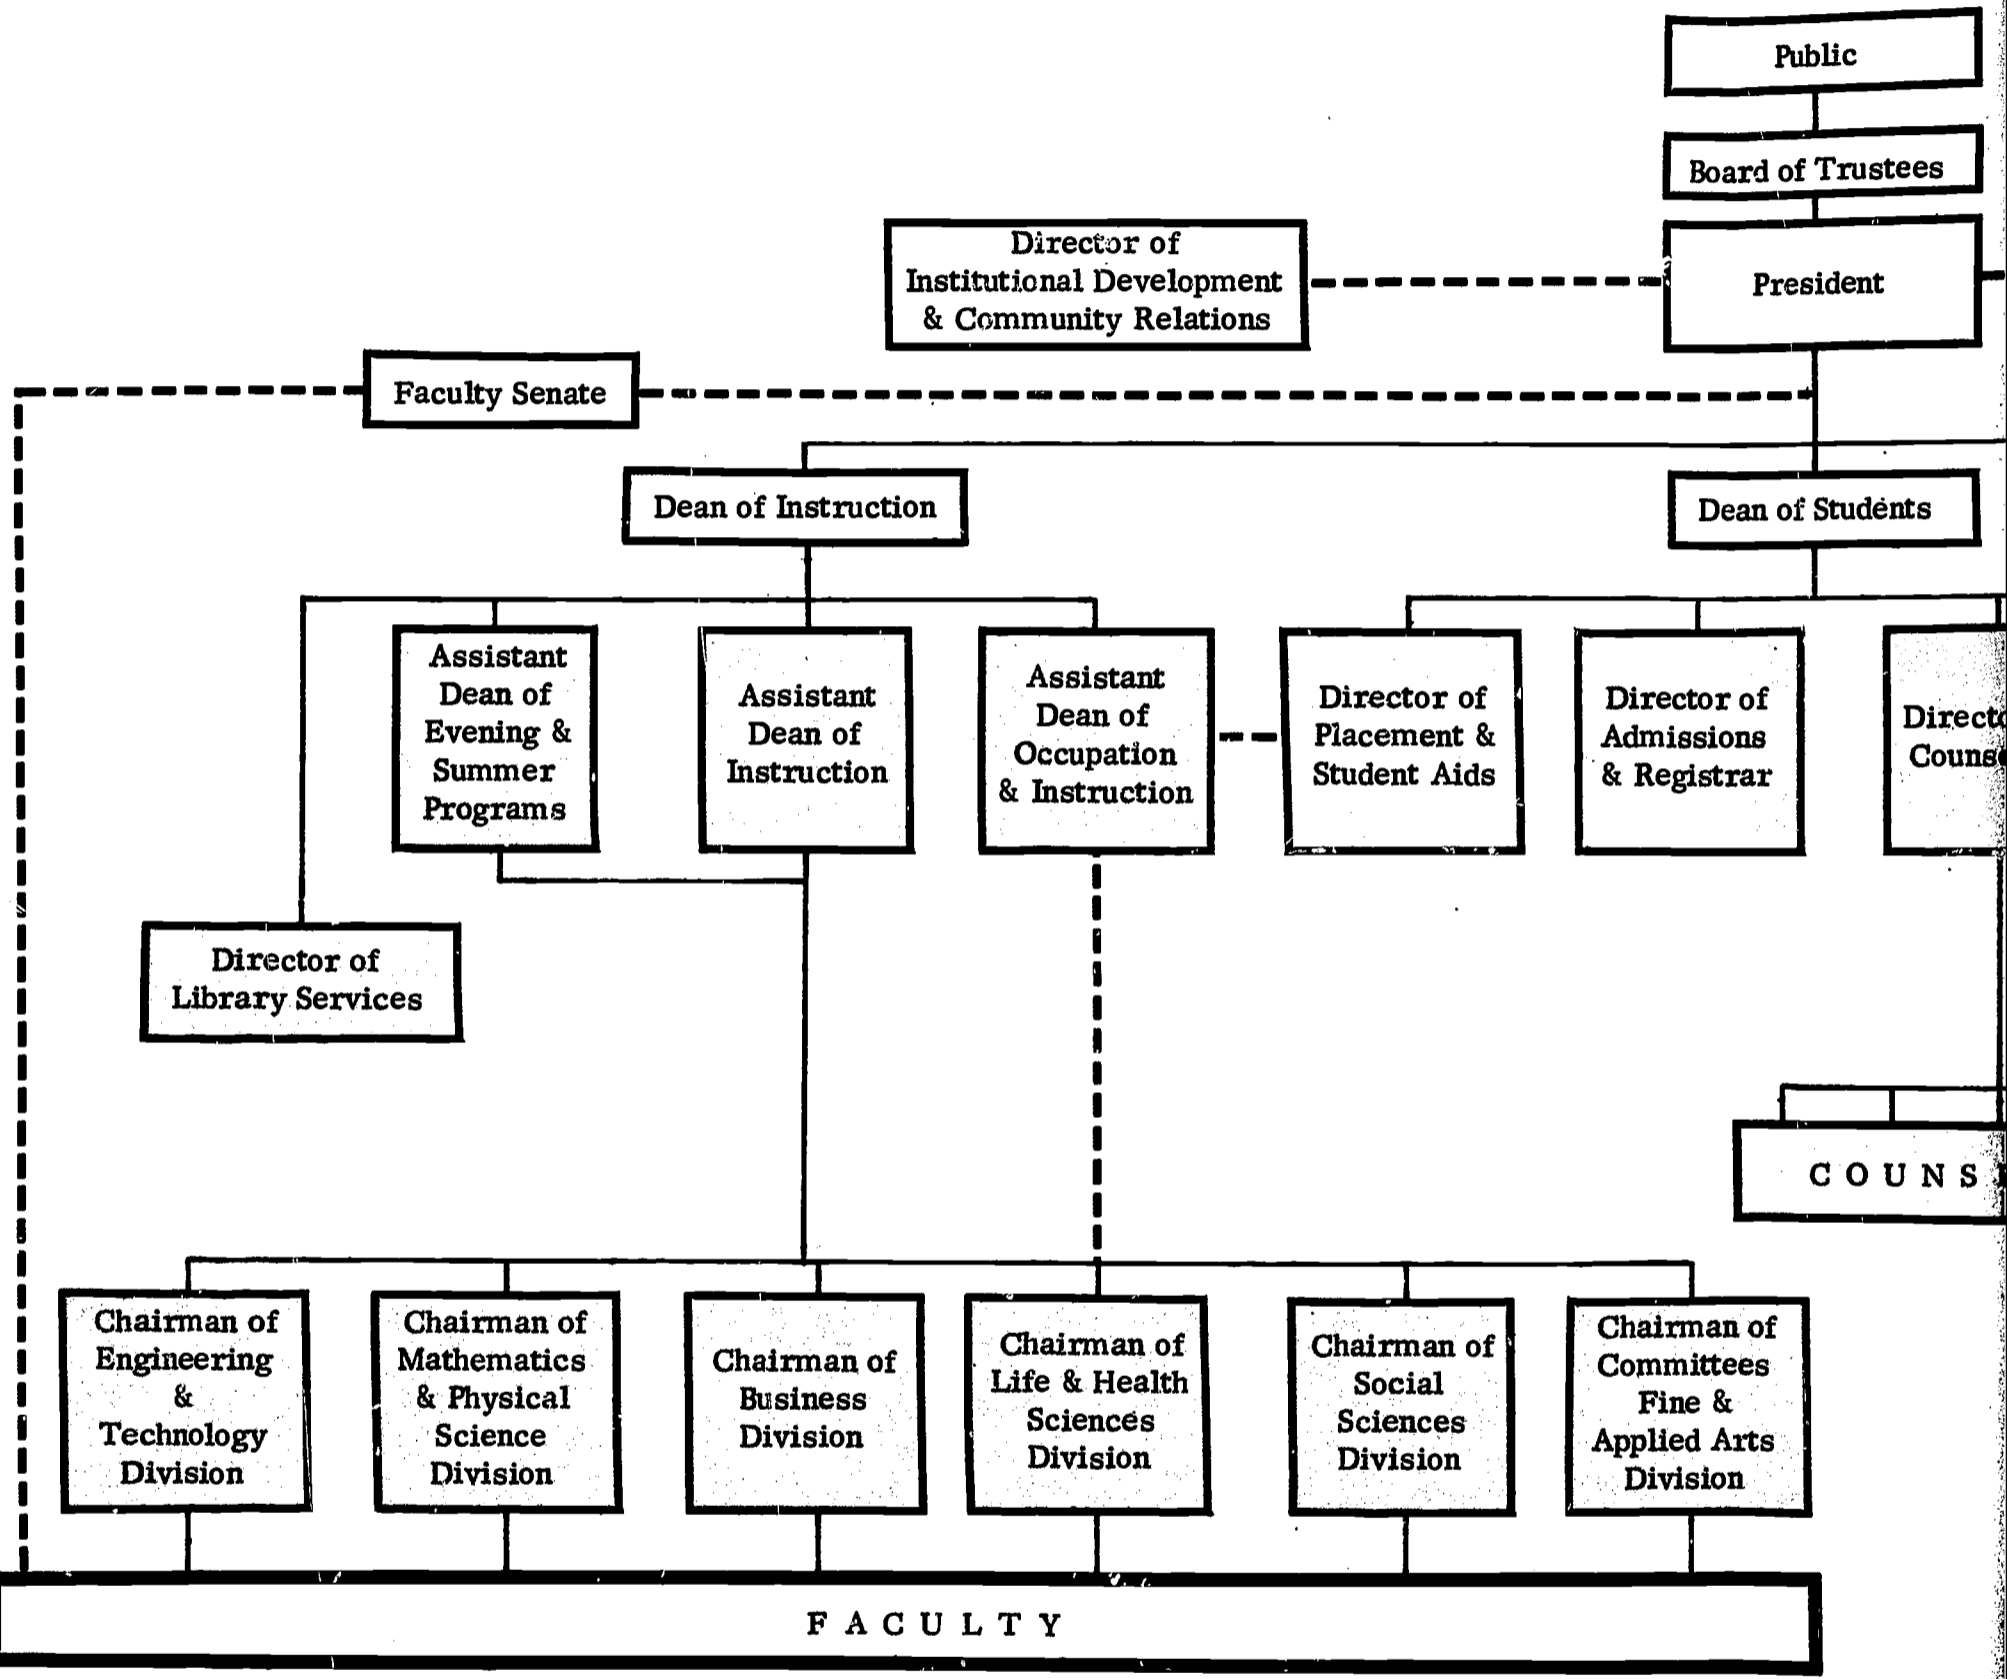 Public
Board of Trustees
Director of
Institutional Development
& Community Relations
President
Faculty Senate
Dean of Instruction
Dean of Students
Assistant
Dean of
Evening &
Summer
Programs
Assistant
Dean of
Instruction
Assistant
Dean of
Occupation
& Instruction
Director of
Placement &
Student Aids
Director of
Admissions
& Registrar
Director of
Library Services
Chairman of
Engineering
&
Technology
Division
Chairman of
Mathematics
& Physical
Science
Division
Chairman of
Business
Division
Chairman of
Life & Health
Sciences
Division
Chairman of
Social
Sciences
Division
Chairman of
Committees
Fine &
Applied Arts
Division
F A C U L T Y